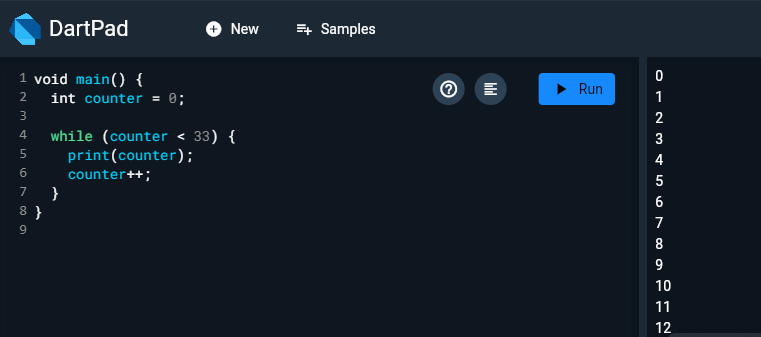 DartPad
New
Samples
1 void main() {
2   int counter = 0;
3
4   while (counter < 33) {
5     print(counter);
6     counter++;
7   }
8 }
9
Run
0
1
2
3
4
5
6
7
8
9
10
11
12